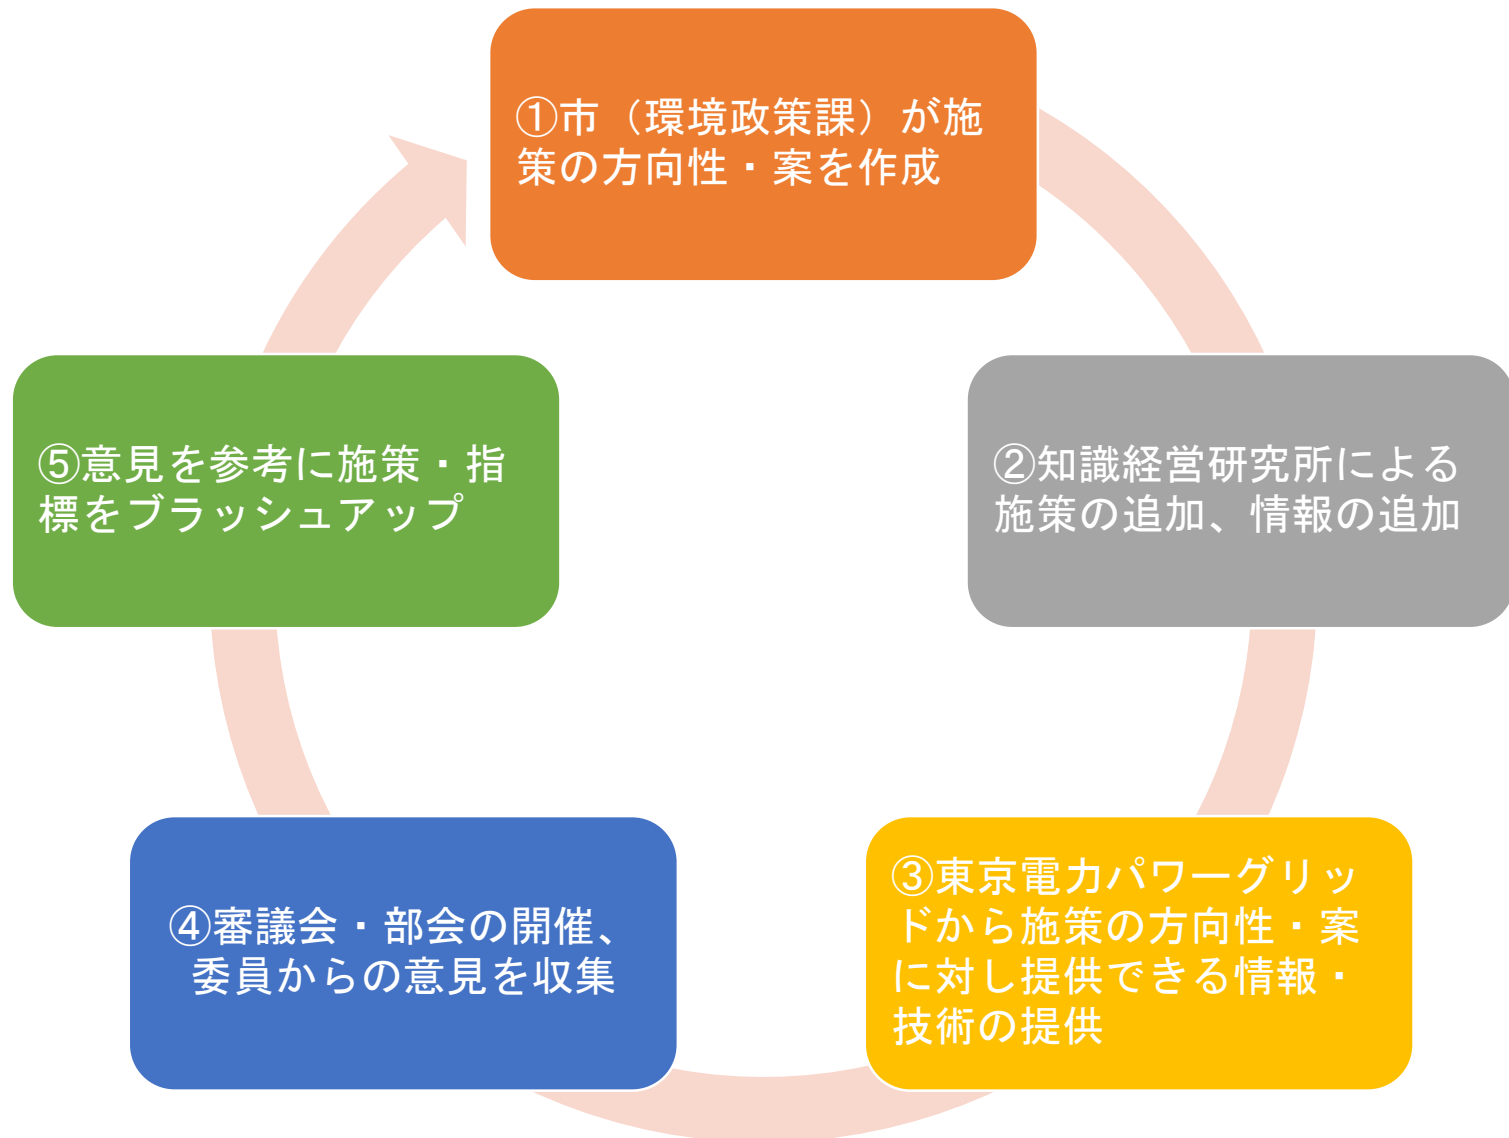 ①市（環境政策課）が施
策の方向性・案を作成
②知識経営研究所による
施策の追加、情報の追加
③東京電力パワーグリッ
ドから施策の方向性・案
に対し提供できる情報・
技術の提供
④審議会・部会の開催、
委員からの意見を収集
⑤意見を参考に施策・指
標をブラッシュアップ